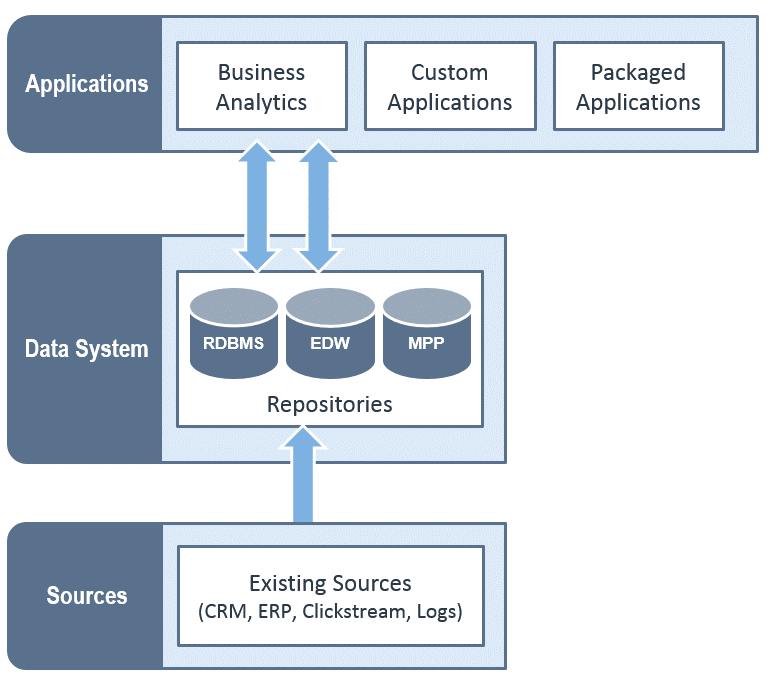 Applications
Business
Analytics
Custom
Applications
Packaged
Applications
Data System
RDBMS
EDW
MPP
Repositories
Sources
Existing Sources
(CRM, ERP, Clickstream, Logs)